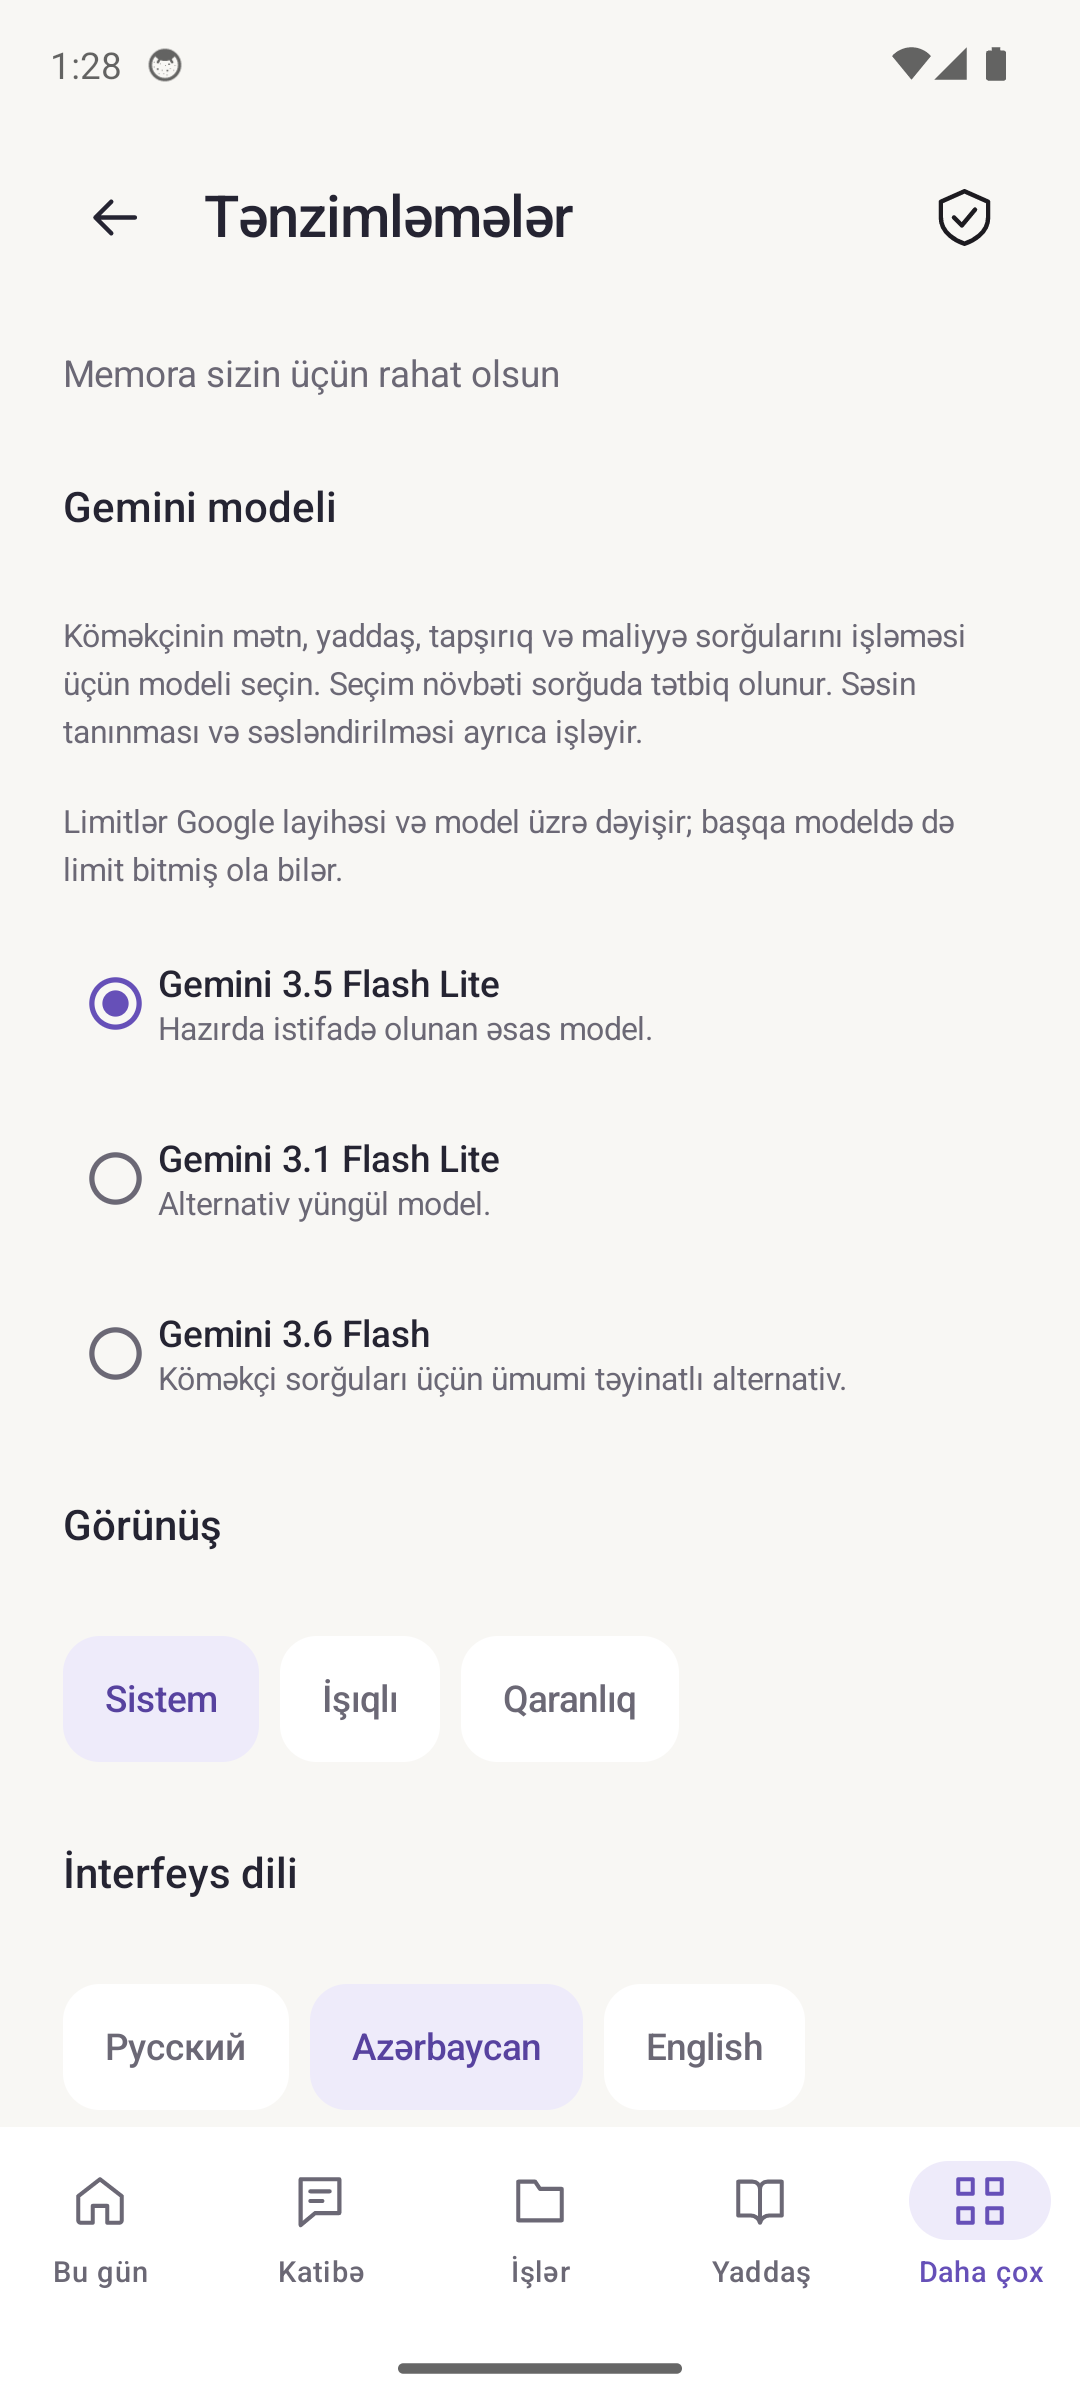 1:28
Tənzimləmələr
Memora sizin üçün rahat olsun
Gemini modeli
Köməkçinin mətn, yaddaş, tapşırıq və maliyyə sorğularını işləməsi
üçün modeli seçin. Seçim növbəti sorğuda tətbiq olunur. Səsin
tanınması və səsləndirilməsi ayrıca işləyir.
Limitlər Google layihəsi və model üzrə dəyişir; başqa modeldə də
limit bitmiş ola bilər.
Gemini 3.5 Flash Lite
Hazırda istifadə olunan əsas model.
Gemini 3.1 Flash Lite
Alternativ yüngül model.
Gemini 3.6 Flash
Köməkçi sorğuları üçün ümumi təyinatlı alternativ.
Görünüş
Sistem İşıqlı Qaranlıq
İnterfeys dili
Русский Azərbaycan English
Bu gün Katibə İşlər Yaddaş Daha çox